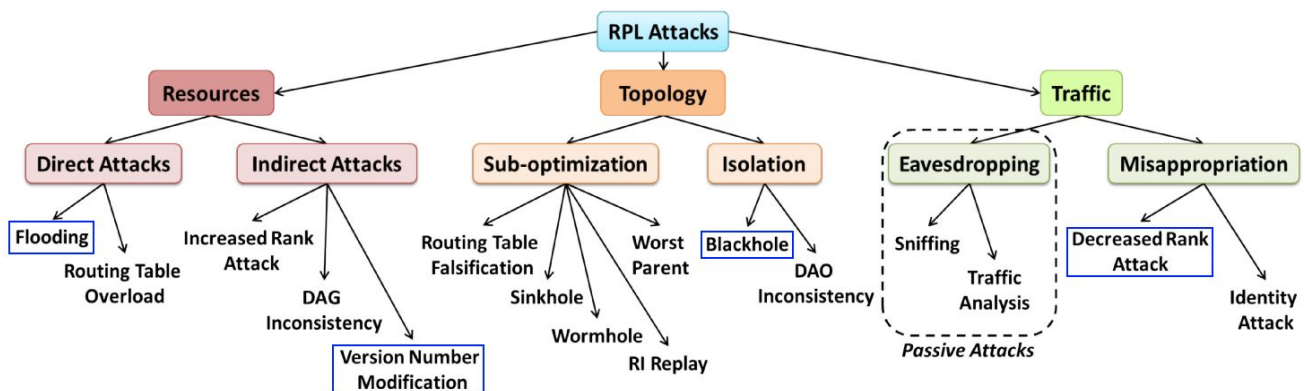 RPL Attacks
Resources
Topology
Traffic
Direct Attacks
Indirect Attacks
Sub-optimization
Isolation
Eavesdropping
Misappropriation
Flooding
Routing Table
Overload
Increased Rank
Attack
DAG
Inconsistency
Version Number
Modification
Routing Table
Falsification
Sinkhole
Wormhole
RI Replay
Worst
Parent
Blackhole
DAO
Inconsistency
Sniffing
Traffic
Analysis
Passive Attacks
Decreased Rank
Attack
Identity
Attack